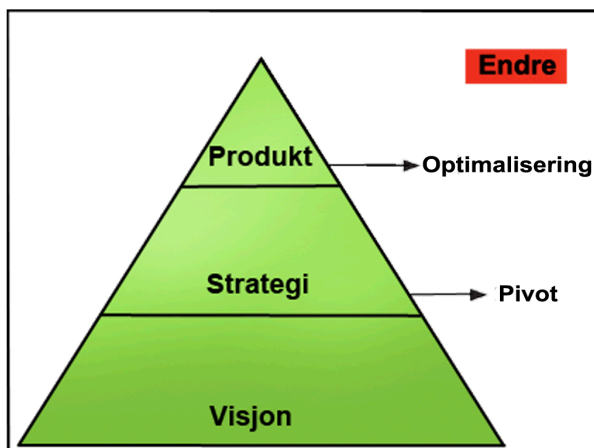 Endre
Produkt
Optimalisering
Strategi
Pivot
Visjon